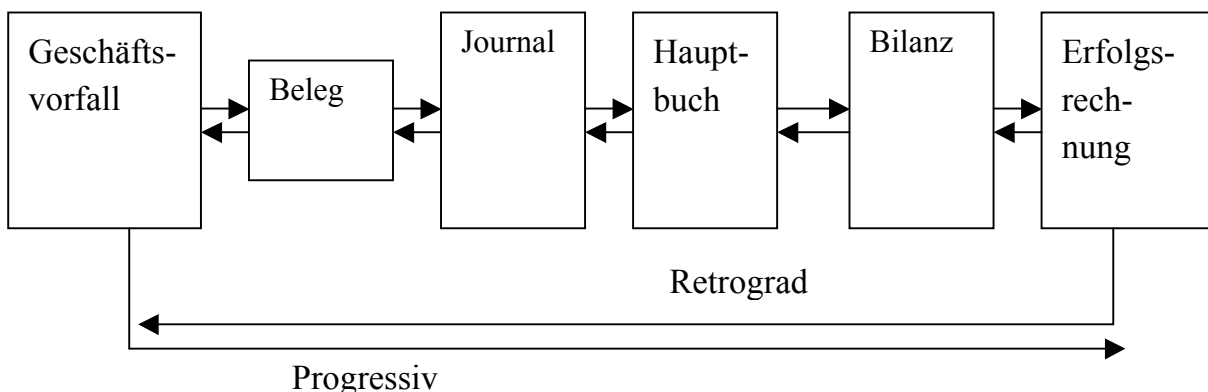 Geschäfts-
vorfall
Beleg
Journal
Haupt-
buch
Bilanz
Erfolgs-
rech-
nung
Retrograd
Progressiv